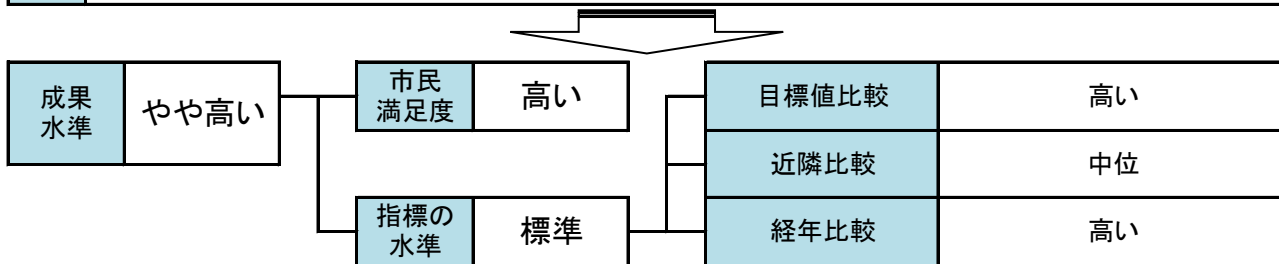 成果
水準
やや高い
市民
満足度
高い
指標の
水準
標準
目標値比較
高い
近隣比較
中位
経年比較
高い